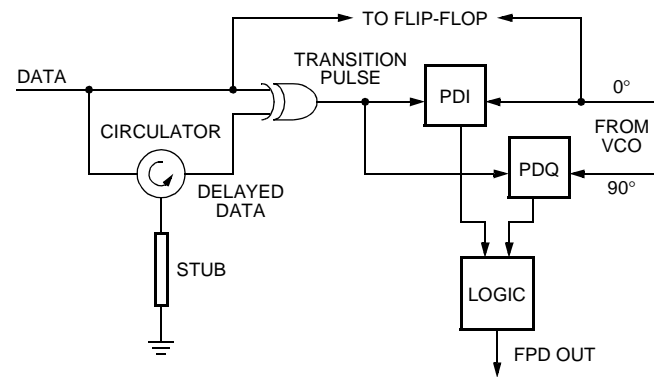 TO FLIP-FLOP
DATA
TRANSITION
PULSE
PDI
0°
FROM
VCO
CIRCULATOR
PDQ
90°
DELAYED
DATA
STUB
LOGIC
FPD OUT